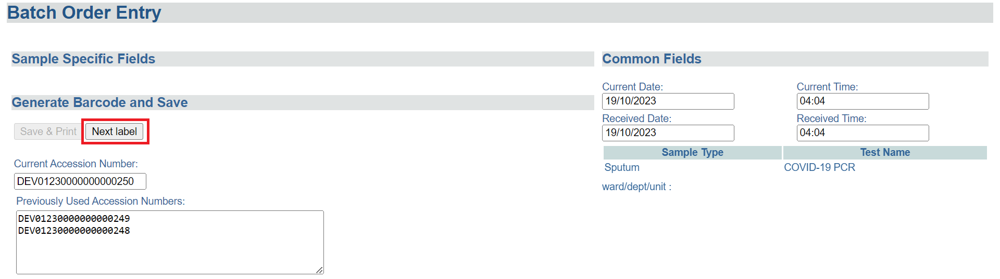 Batch Order Entry
Sample Specific Fields
Generate Barcode and Save
Save & Print Next label
Current Accession Number:
DEV01230000000000250
Previously Used Accession Numbers:
DEV01230000000000249
DEV01230000000000248
Common Fields
Current Date: Current Time:
19/10/2023 04:04
Received Date: Received Time:
19/10/2023 04:04
Sample Type Test Name
Sputum COVID-19 PCR
ward/dept/unit :